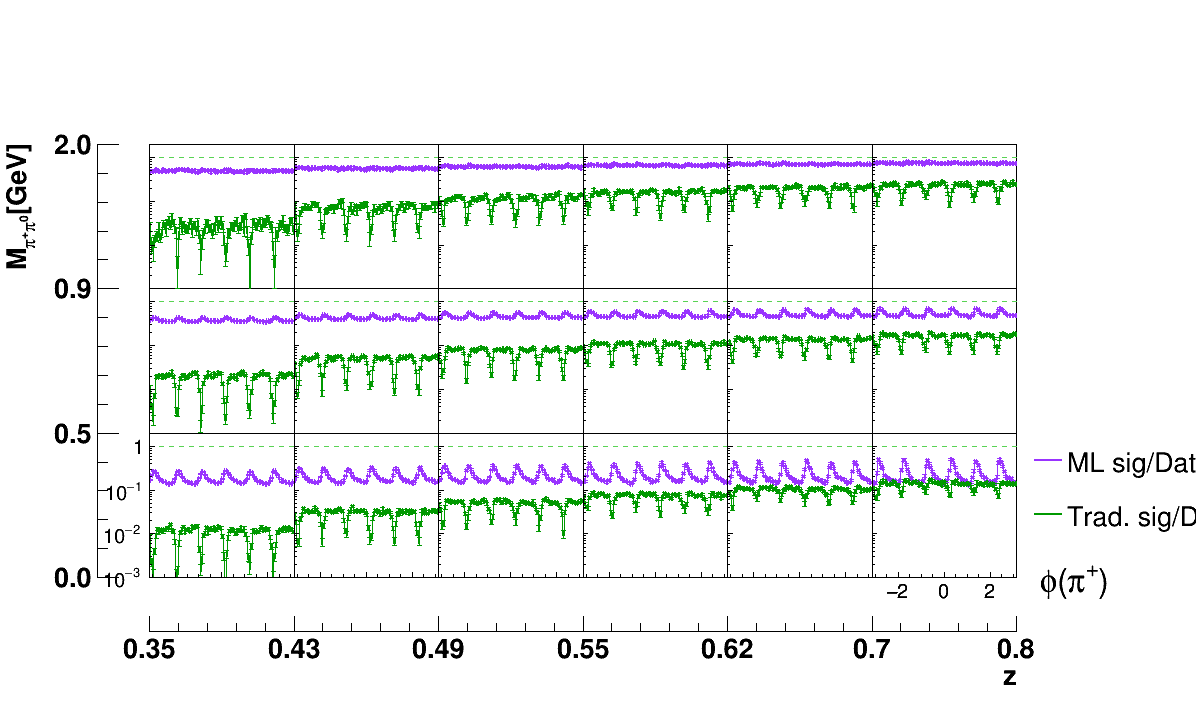 2.0
M_{π⁺π⁰}[GeV]
0.9
0.5
1
10⁻¹
10⁻²
10⁻³
0.0
ML sig/Dat
Trad. sig/D
−2 0 2
ϕ(π⁺)
0.35 0.43 0.49 0.55 0.62 0.7 0.8
z